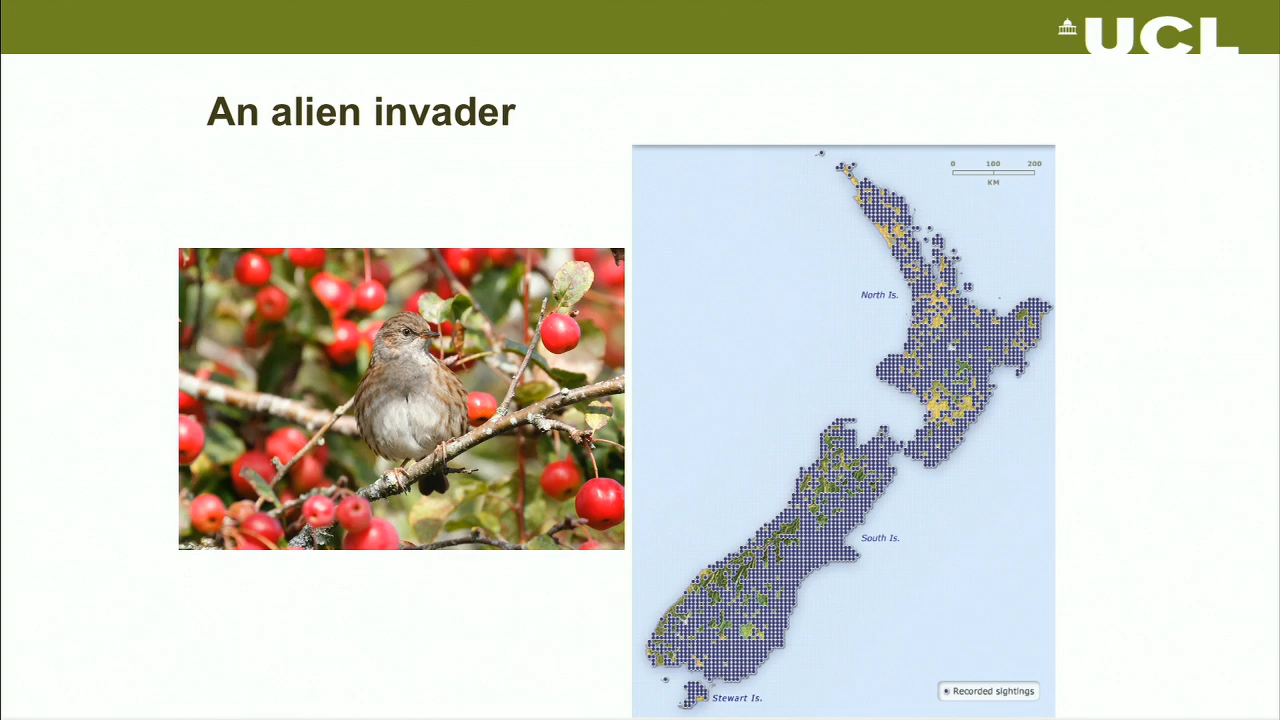 UCL
An alien invader
0 100 200
KM
North Is.
South Is.
Stewart Is.
Recorded sightings